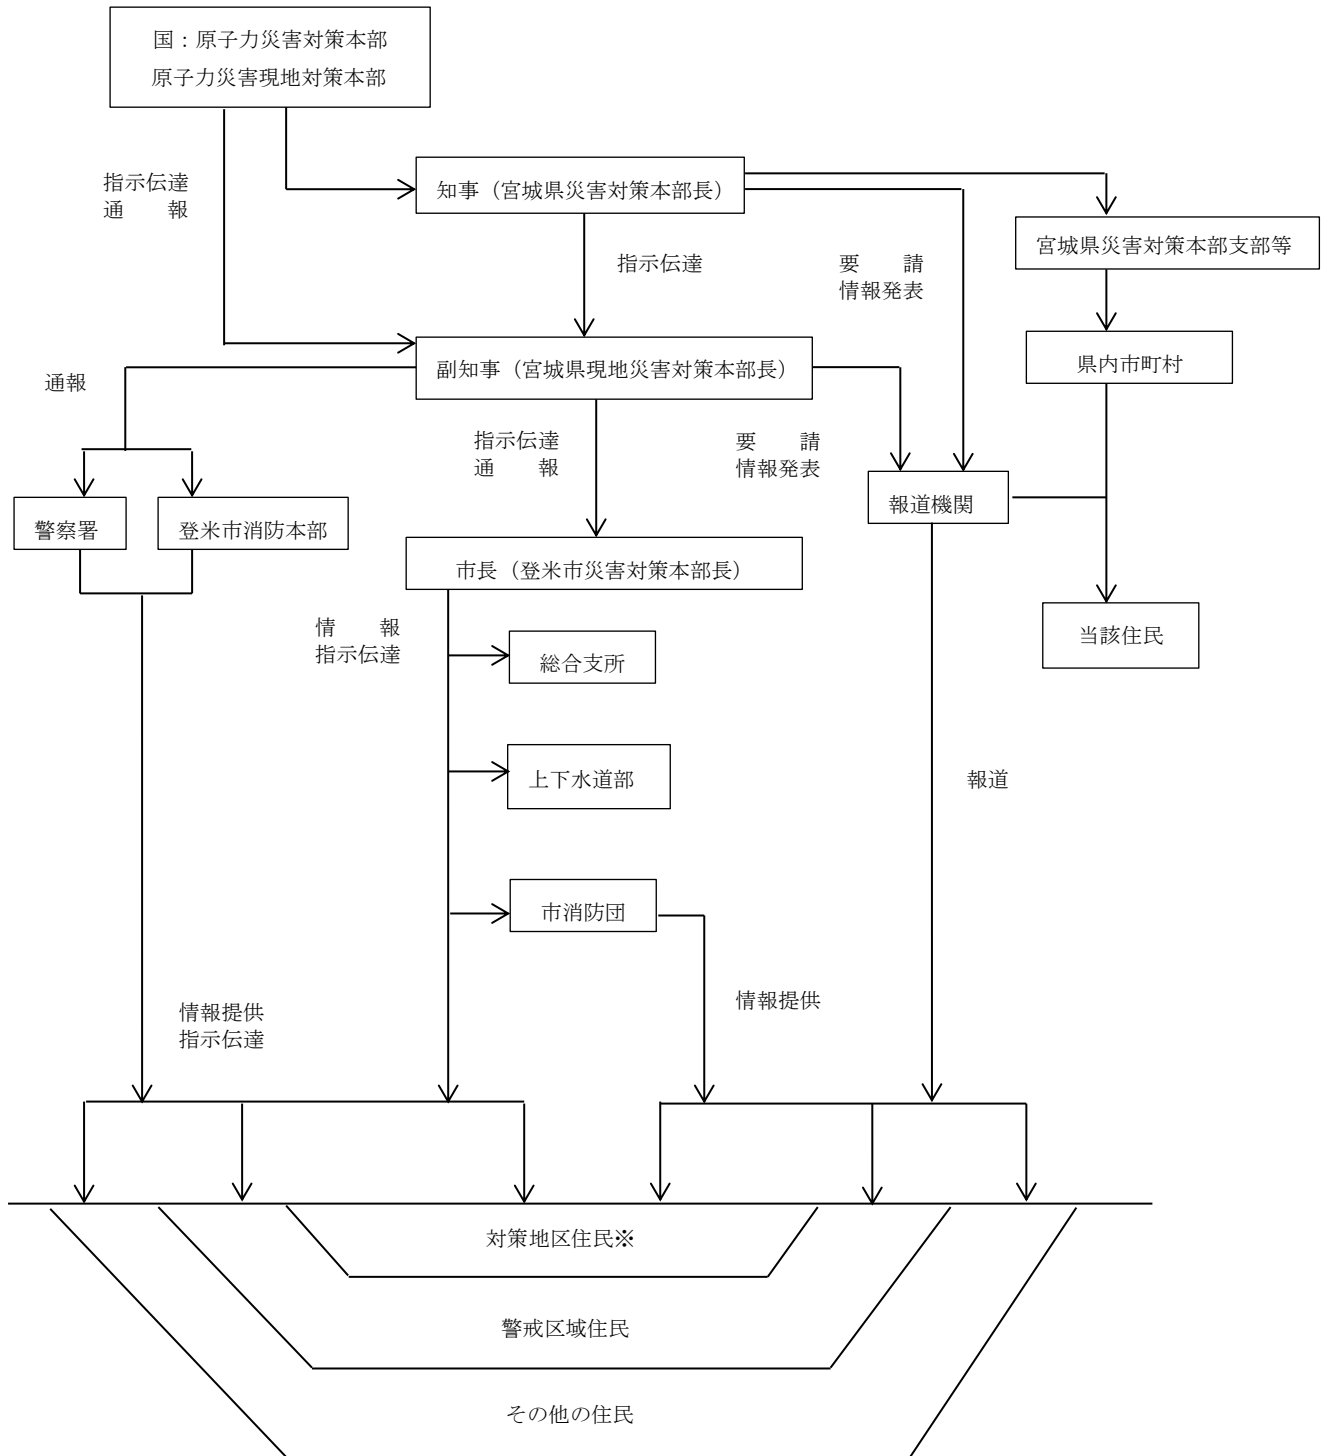 国：原子力災害対策本部
原子力災害現地対策本部
指示伝達
通　　報
知事（宮城県災害対策本部長）
宮城県災害対策本部支部等
指示伝達
要　　請
情報発表
県内市町村
副知事（宮城県現地災害対策本部長）
通報
指示伝達
通　　報
要　　請
情報発表
報道機関
警察署
登米市消防本部
市長（登米市災害対策本部長）
情　　報
指示伝達
当該住民
総合支所
上下水道部
報道
市消防団
情報提供
指示伝達
情報提供
対策地区住民※
警戒区域住民
その他の住民